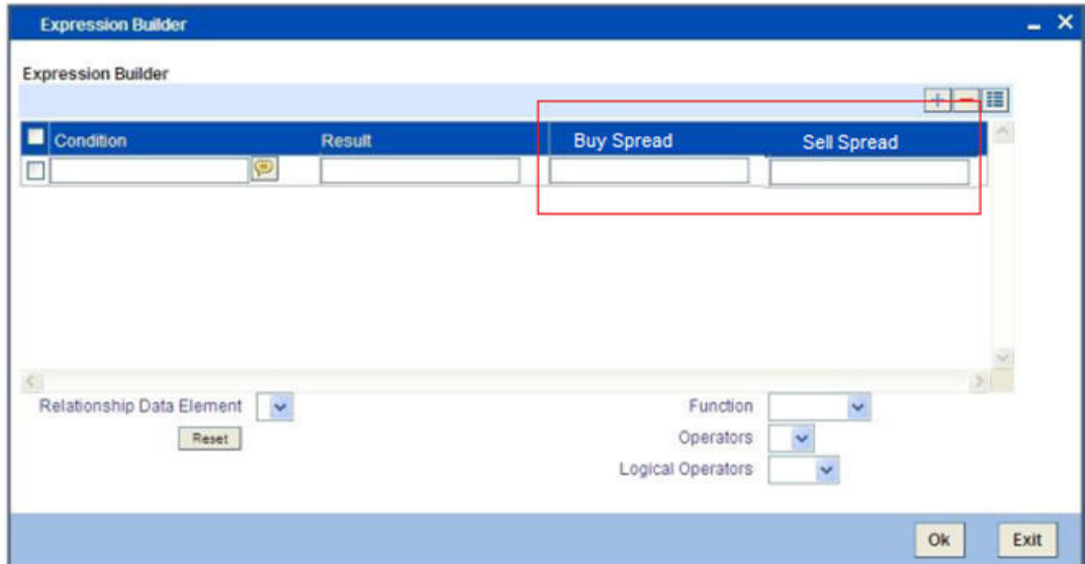 Expression Builder
Expression Builder
Condition Result Buy Spread Sell Spread
Relationship Data Element Function
Reset Operators
Logical Operators
Ok Exit